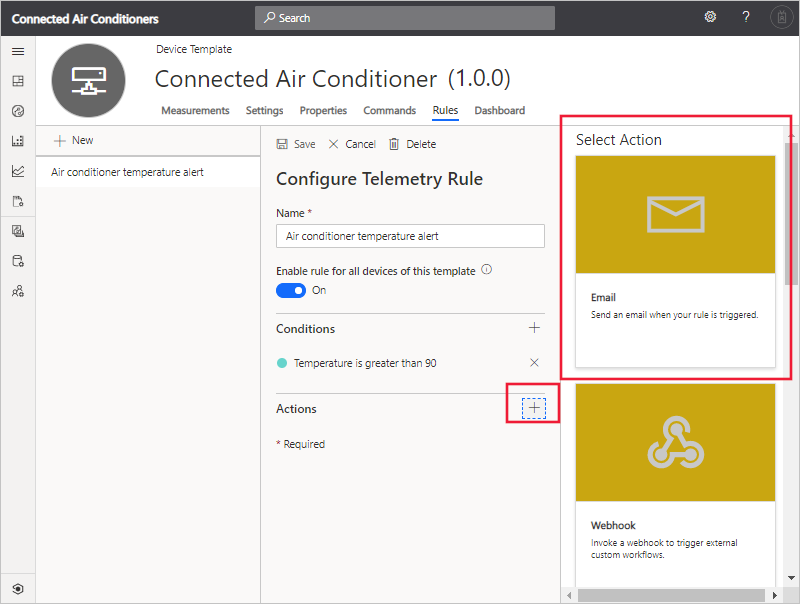 Connected Air Conditioners
Search
?
Device Template
Connected Air Conditioner (1.0.0)
Measurements Settings Properties Commands Rules Dashboard
New
Air conditioner temperature alert
Save Cancel Delete
Configure Telemetry Rule
Name *
Air conditioner temperature alert
Enable rule for all devices of this template
On
Conditions
Temperature is greater than 90
Actions
* Required
Select Action
Email
Send an email when your rule is triggered.
Webhook
Invoke a webhook to trigger external
custom workflows.